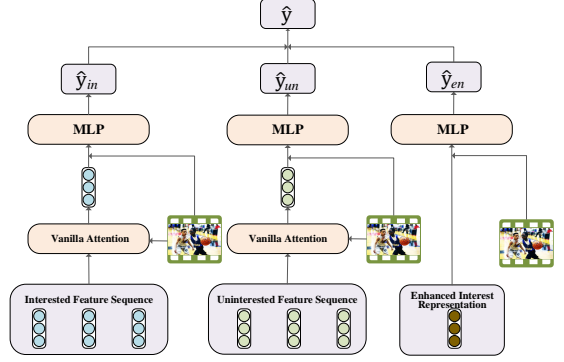 ŷ
ŷin ŷun ŷen
MLP MLP MLP
Vanilla Attention Vanilla Attention
Interested Feature Sequence Uninterested Feature Sequence Enhanced Interest
Representation